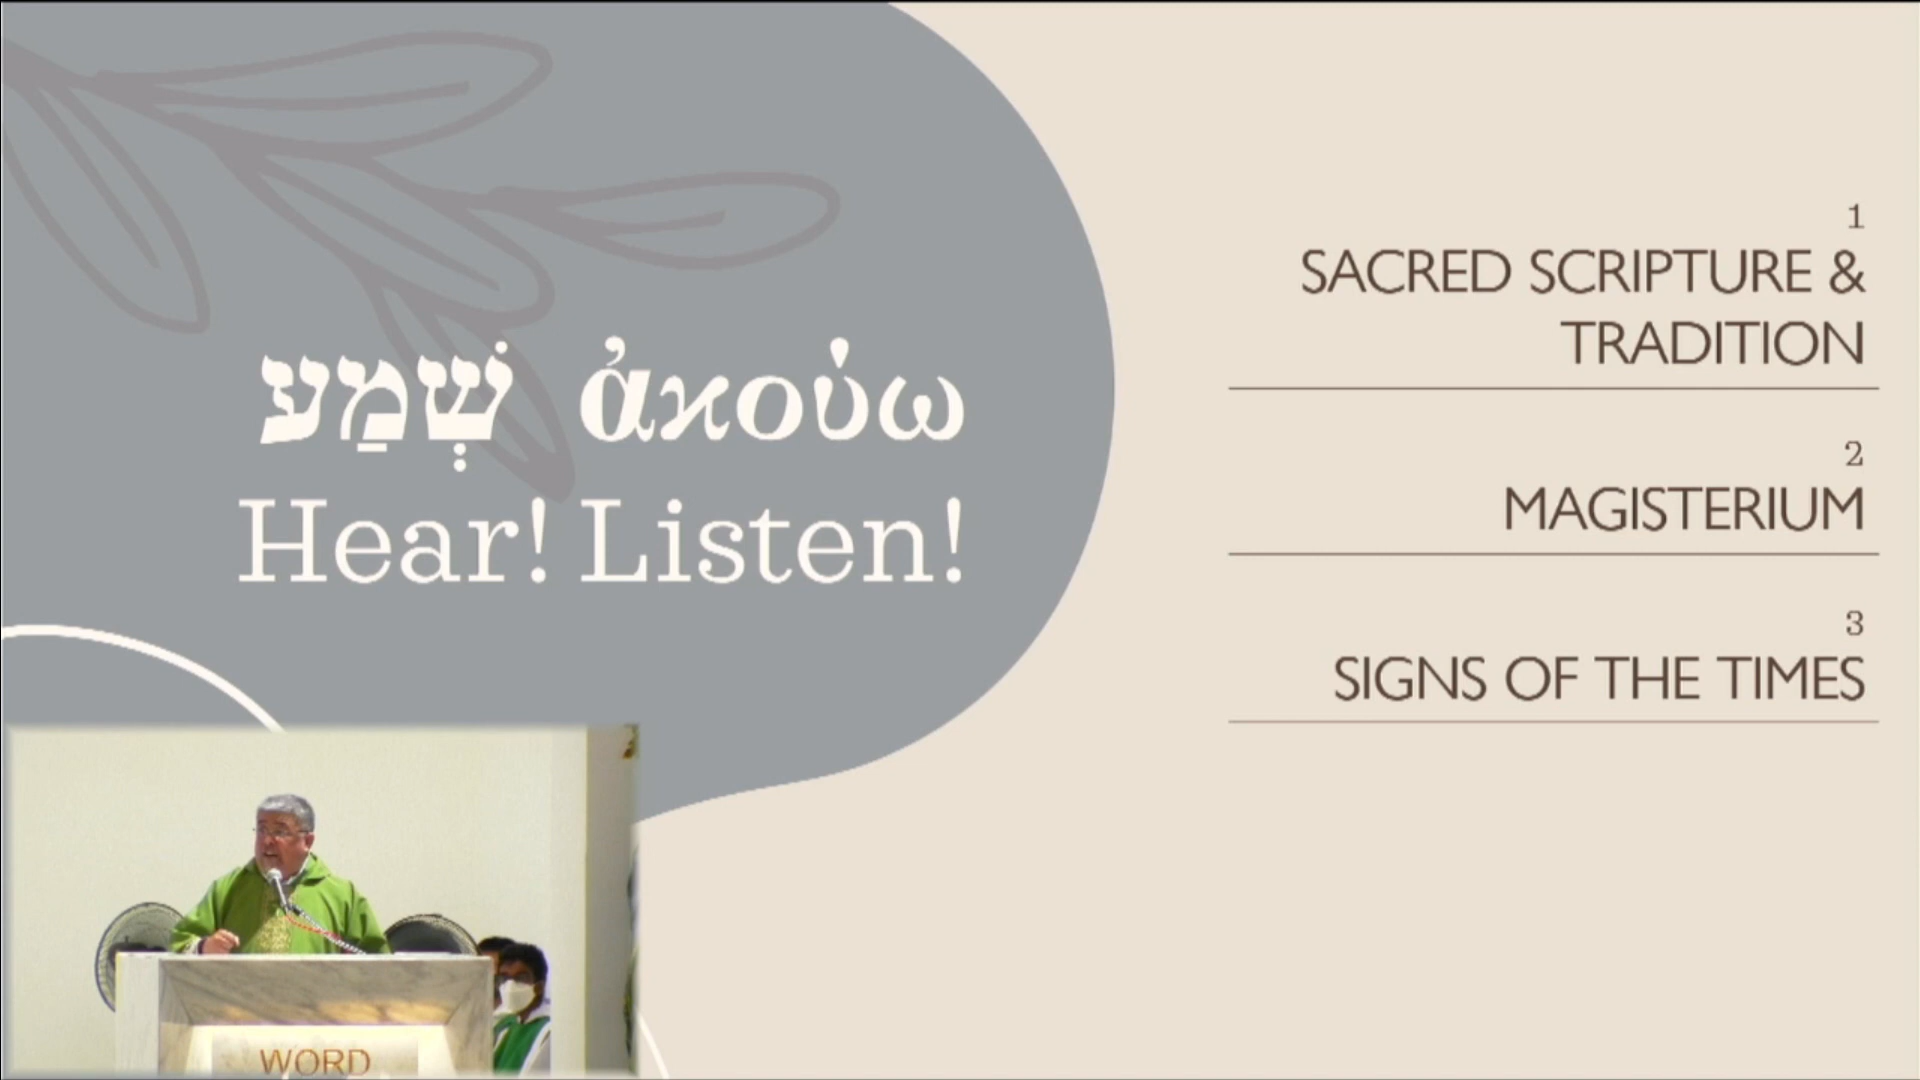 שְׁמַע ἀκούω
Hear! Listen!
1
SACRED SCRIPTURE &
TRADITION
2
MAGISTERIUM
3
SIGNS OF THE TIMES
WORD